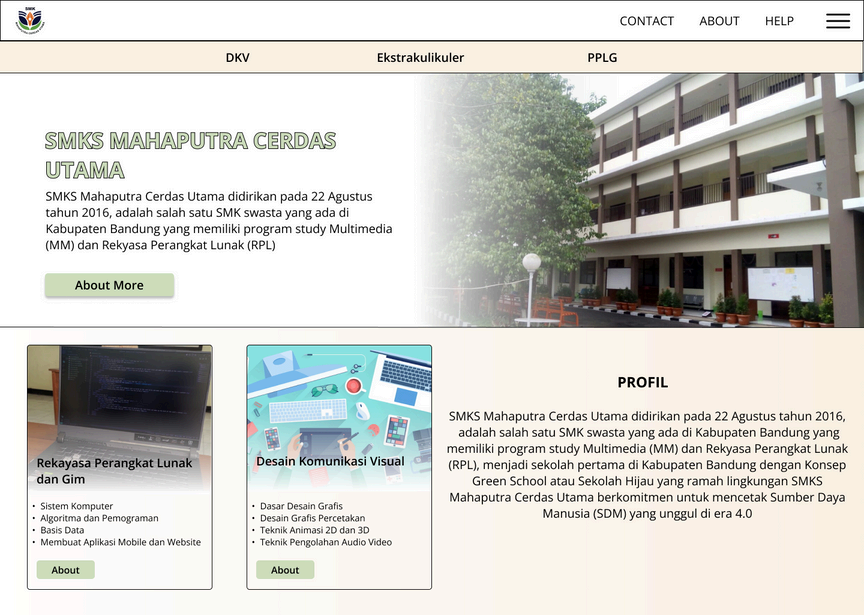 SMK
CONTACT ABOUT HELP
DKV Ekstrakulikuler PPLG
SMKS MAHAPUTRA CERDAS
UTAMA
SMKS Mahaputra Cerdas Utama didirikan pada 22 Agustus
tahun 2016, adalah salah satu SMK swasta yang ada di
Kabupaten Bandung yang memiliki program study Multimedia
(MM) dan Rekyasa Perangkat Lunak (RPL)
About More
Rekayasa Perangkat Lunak
dan Gim
• Sistem Komputer
• Algoritma dan Pemograman
• Basis Data
• Membuat Aplikasi Mobile dan Website
About
Desain Komunikasi Visual
• Dasar Desain Grafis
• Desain Grafis Percetakan
• Teknik Animasi 2D dan 3D
• Teknik Pengolahan Audio Video
About
PROFIL
SMKS Mahaputra Cerdas Utama didirikan pada 22 Agustus tahun 2016,
adalah salah satu SMK swasta yang ada di Kabupaten Bandung yang
memiliki program study Multimedia (MM) dan Rekyasa Perangkat Lunak
(RPL), menjadi sekolah pertama di Kabupaten Bandung dengan Konsep
Green School atau Sekolah Hijau yang ramah lingkungan SMKS
Mahaputra Cerdas Utama berkomitmen untuk mencetak Sumber Daya
Manusia (SDM) yang unggul di era 4.0